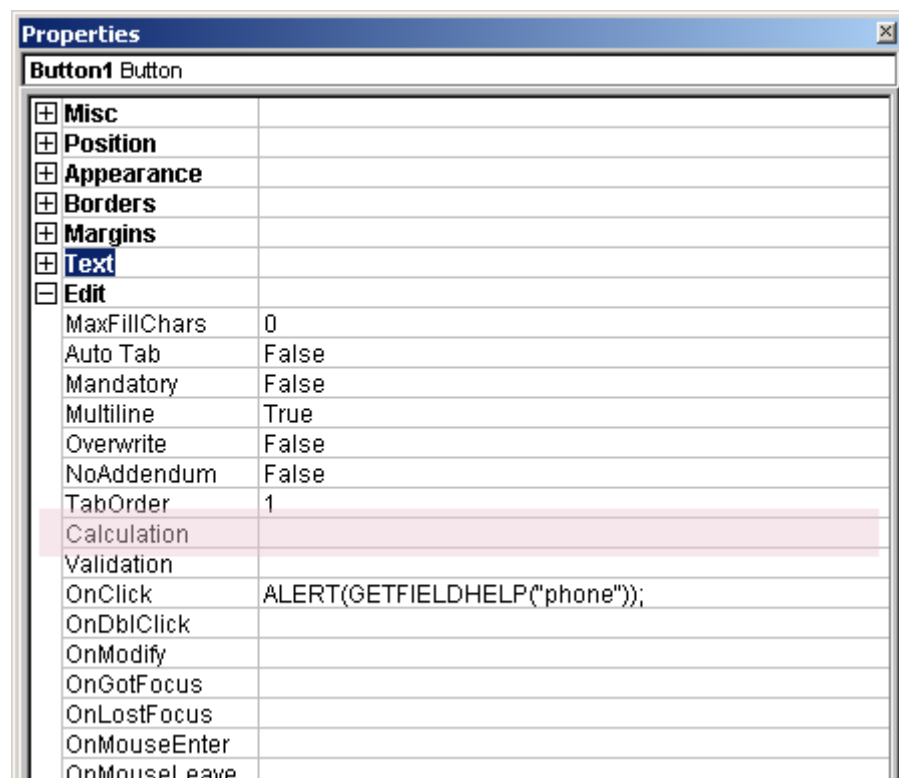 Properties
Button1 Button
Misc
Position
Appearance
Borders
Margins
Text
Edit
MaxFillChars 0
Auto Tab False
Mandatory False
Multiline True
Overwrite False
NoAddendum False
TabOrder 1
Calculation
Validation
OnClick ALERT(GETFIELDHELP("phone"));
OnDblClick
OnModify
OnGotFocus
OnLostFocus
OnMouseEnter
OnMouseLeave